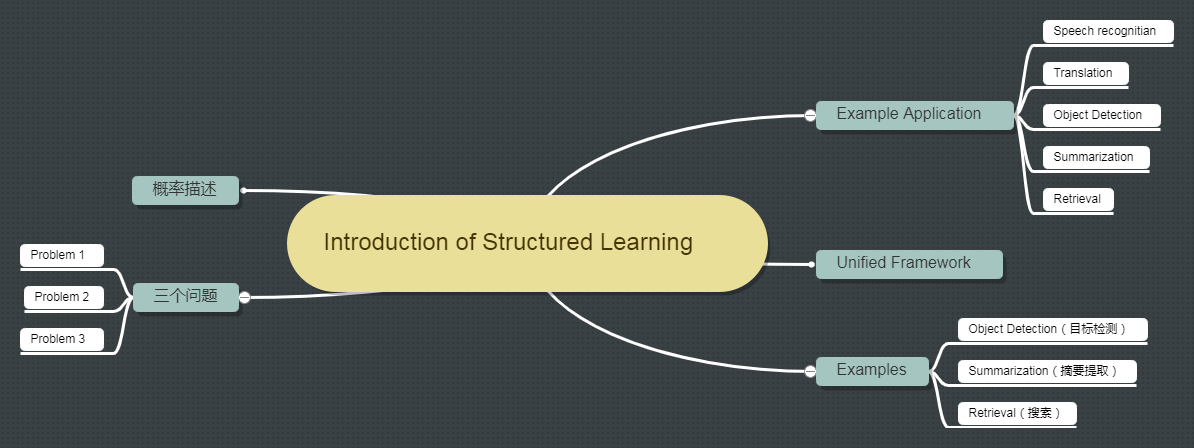 Introduction of Structured Learning
Example Application
Speech recognitian
Translation
Object Detection
Summarization
Retrieval
Unified Framework
Examples
Object Detection（目标检测）
Summarization（摘要提取）
Retrieval（搜索）
概率描述
三个问题
Problem 1
Problem 2
Problem 3